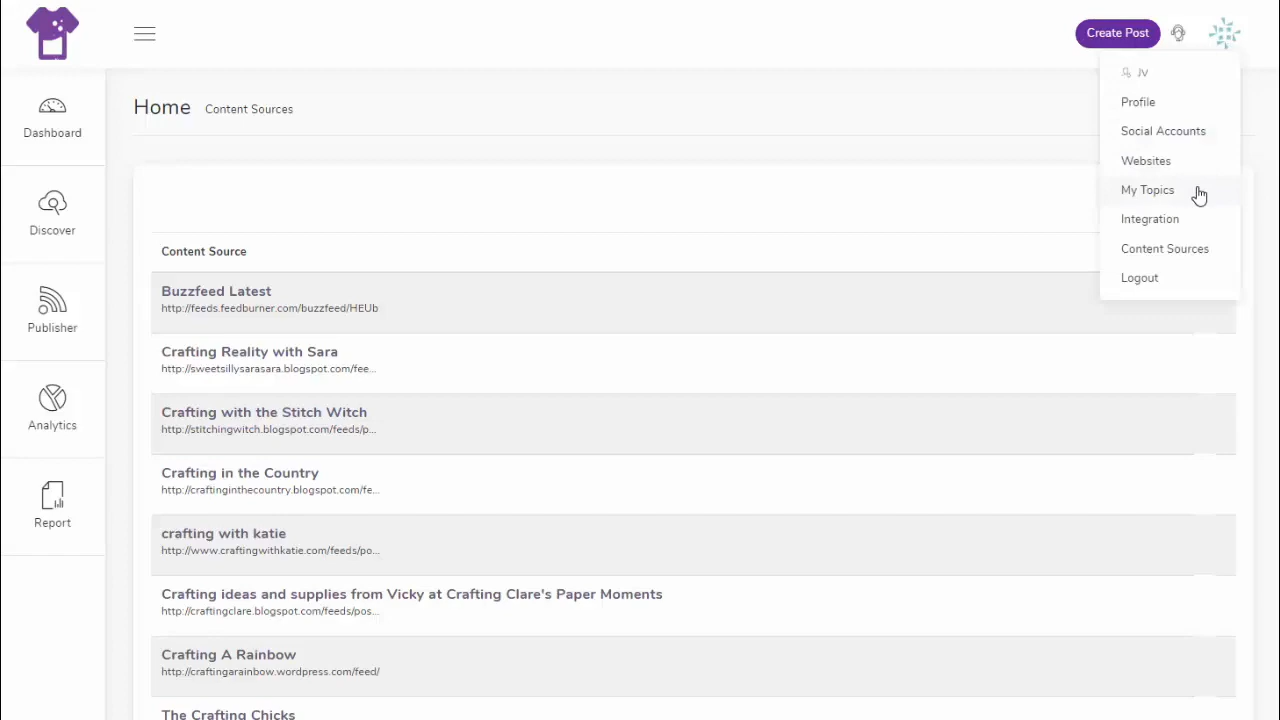 Create Post
JV
Profile
Social Accounts
Websites
My Topics
Integration
Content Sources
Logout
Dashboard
Discover
Publisher
Analytics
Report
Home Content Sources
Content Source
Buzzfeed Latest
http://feeds.feedburner.com/buzzfeed/HEUb
Crafting Reality with Sara
http://sweetsillysarasara.blogspot.com/fee...
Crafting with the Stitch Witch
http://stitchingwitch.blogspot.com/feeds/p...
Crafting in the Country
http://craftinginthecountry.blogspot.com/fe...
crafting with katie
http://www.craftingwithkatie.com/feeds/po...
Crafting ideas and supplies from Vicky at Crafting Clare's Paper Moments
http://craftingclare.blogspot.com/feeds/pos...
Crafting A Rainbow
http://craftingarainbow.wordpress.com/feed/
The Crafting Chicks